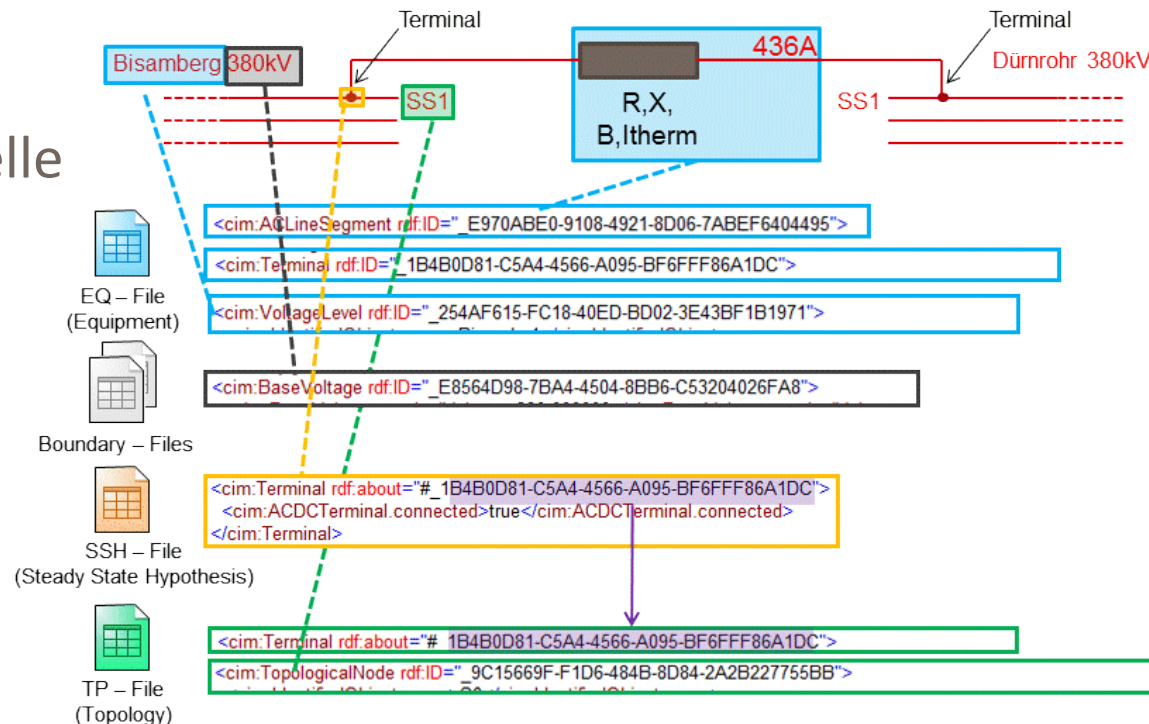 Terminal
Terminal
Bisamberg 380kV
436A
Dürnrohr 380kV
SS1
R,X,
B,Itherm
SS1
elle
<cim:ACLineSegment rdf:ID="_E970ABE0-9108-4921-8D06-7ABEF6404495">
<cim:Terminal rdf:ID="_1B4B0D81-C5A4-4566-A095-BF6FFF86A1DC">
EQ – File
(Equipment)
<cim:VoltageLevel rdf:ID="_254AF615-FC18-40ED-BD02-3E43BF1B1971">
<cim:BaseVoltage rdf:ID="_E8564D98-7BA4-4504-8BB6-C53204026FA8">
Boundary – Files
<cim:Terminal rdf:about="#_1B4B0D81-C5A4-4566-A095-BF6FFF86A1DC">
<cim:ACDCTerminal.connected>true</cim:ACDCTerminal.connected>
</cim:Terminal>
SSH – File
(Steady State Hypothesis)
<cim:Terminal rdf:about="#_1B4B0D81-C5A4-4566-A095-BF6FFF86A1DC">
<cim:TopologicalNode rdf:ID="_9C15669F-F1D6-484B-8D84-2A2B227755BB">
TP – File
(Topology)